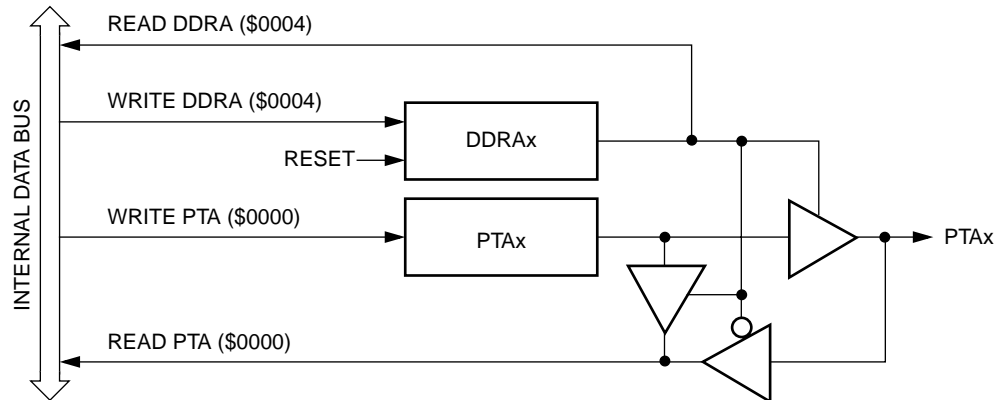 READ DDRA ($0004)
WRITE DDRA ($0004)
DDRAx
RESET
WRITE PTA ($0000)
PTAx
PTAx
READ PTA ($0000)
INTERNAL DATA BUS